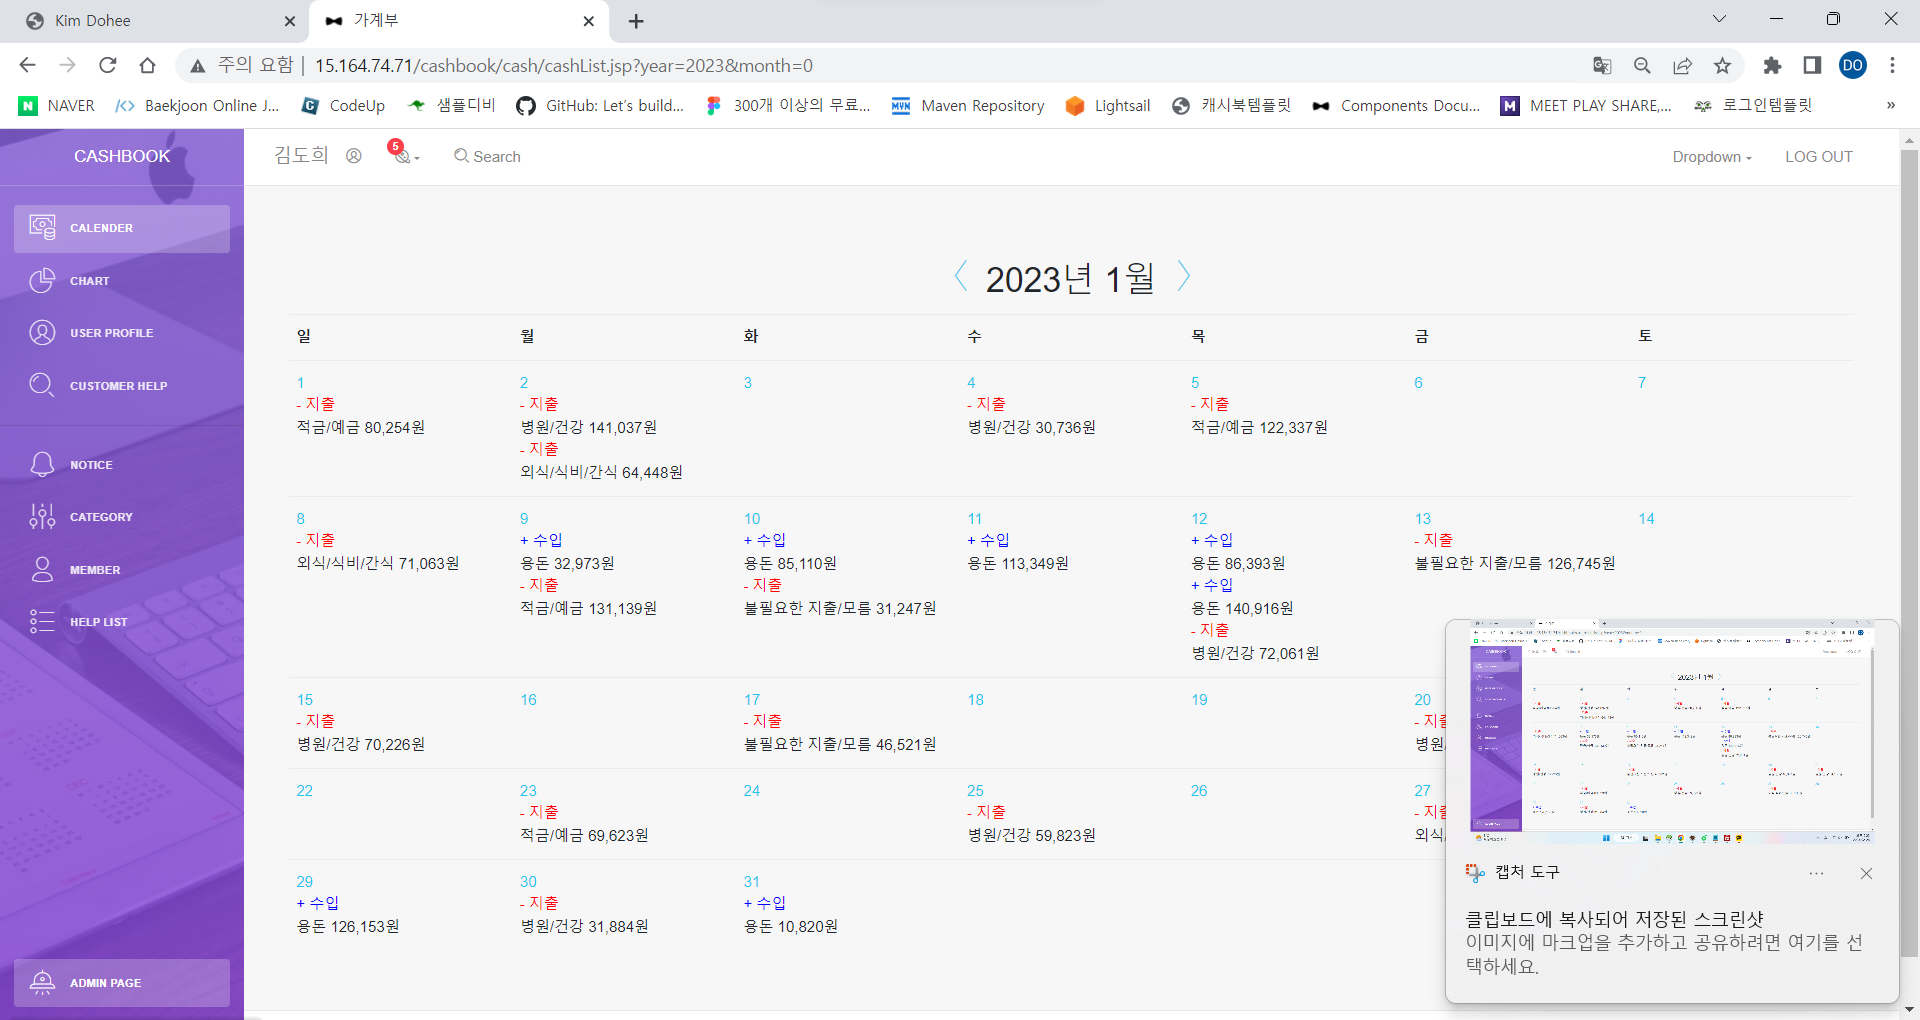 Kim Dohee
가계부
주의 요함
15.164.74.71/cashbook/cash/cashList.jsp?year=2023&month=0
DO
NAVER
Baekjoon Online J...
CodeUp
샘플디비
GitHub: Let's build...
300개 이상의 무료...
Maven Repository
Lightsail
캐시북템플릿
Components Docu...
MEET PLAY SHARE,...
로그인템플릿
»
CASHBOOK
김도희
5
Search
Dropdown
LOG OUT
CALENDER
CHART
USER PROFILE
CUSTOMER HELP
NOTICE
CATEGORY
MEMBER
HELP LIST
ADMIN PAGE
2023년 1월
일 월 화 수 목 금 토
1
- 지출
적금/예금 80,254원
2
- 지출
병원/건강 141,037원
- 지출
외식/식비/간식 64,448원
3
4
- 지출
병원/건강 30,736원
5
- 지출
적금/예금 122,337원
6
7
8
- 지출
외식/식비/간식 71,063원
9
+ 수입
용돈 32,973원
- 지출
적금/예금 131,139원
10
+ 수입
용돈 85,110원
- 지출
불필요한 지출/모름 31,247원
11
+ 수입
용돈 113,349원
12
+ 수입
용돈 86,393원
+ 수입
용돈 140,916원
- 지출
병원/건강 72,061원
13
- 지출
불필요한 지출/모름 126,745원
14
15
- 지출
병원/건강 70,226원
16
17
- 지출
불필요한 지출/모름 46,521원
18
19
20
- 지출
병원/
22
23
- 지출
적금/예금 69,623원
24
25
- 지출
병원/건강 59,823원
26
27
- 지출
외식/
29
+ 수입
용돈 126,153원
30
- 지출
병원/건강 31,884원
31
+ 수입
용돈 10,820원
2023년 1월
캡처 도구
클립보드에 복사되어 저장된 스크린샷
이미지에 마크업을 추가하고 공유하려면 여기를 선
택하세요.